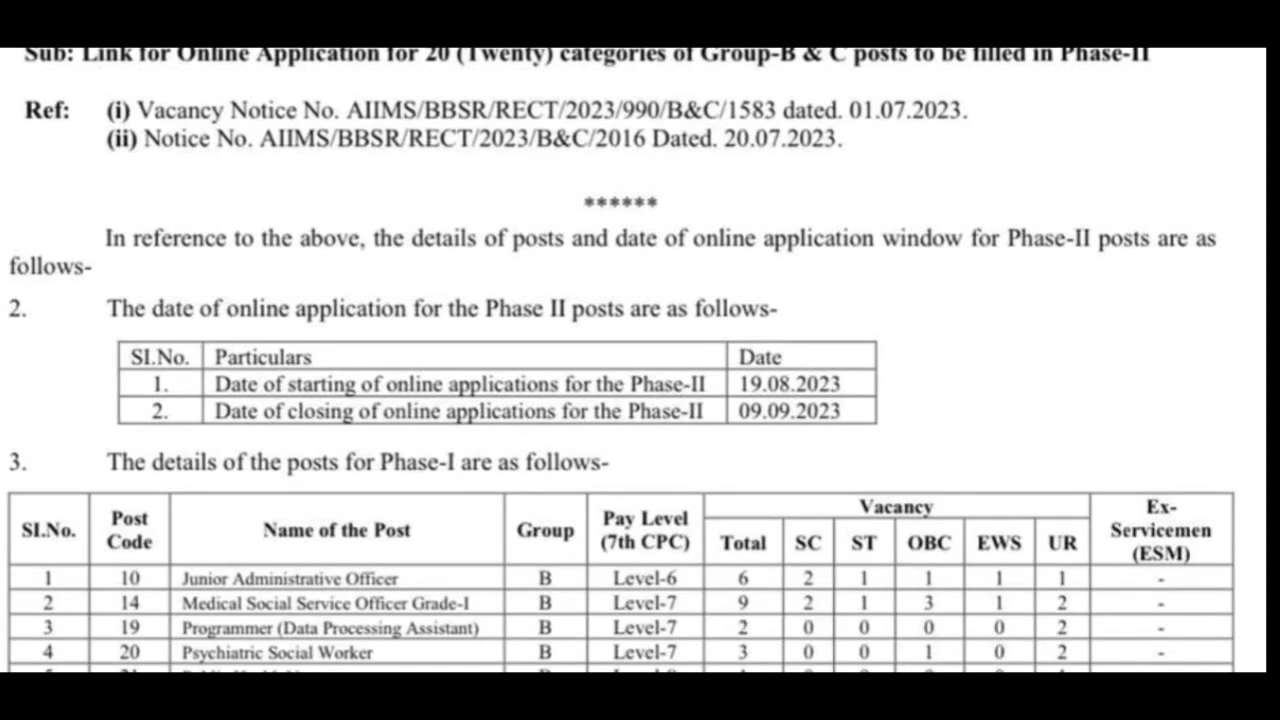 Sub: Link for Online Application for 20 (Twenty) categories of Group-B & C posts to be filled in Phase-II
Ref: (i) Vacancy Notice No. AIIMS/BBSR/RECT/2023/990/B&C/1583 dated. 01.07.2023.
(ii) Notice No. AIIMS/BBSR/RECT/2023/B&C/2016 Dated. 20.07.2023.
******
In reference to the above, the details of posts and date of online application window for Phase-II posts are as
follows-
2. The date of online application for the Phase II posts are as follows-
SI.No. Particulars Date
1. Date of starting of online applications for the Phase-II 19.08.2023
2. Date of closing of online applications for the Phase-II 09.09.2023
3. The details of the posts for Phase-I are as follows-
SI.No. Post Code Name of the Post Group Pay Level (7th CPC) Vacancy Ex-Servicemen (ESM)
Total SC ST OBC EWS UR
1 10 Junior Administrative Officer B Level-6 6 2 1 1 1 1 -
2 14 Medical Social Service Officer Grade-I B Level-7 9 2 1 3 1 2 -
3 19 Programmer (Data Processing Assistant) B Level-7 2 0 0 0 0 2 -
4 20 Psychiatric Social Worker B Level-7 3 0 0 1 0 2 -